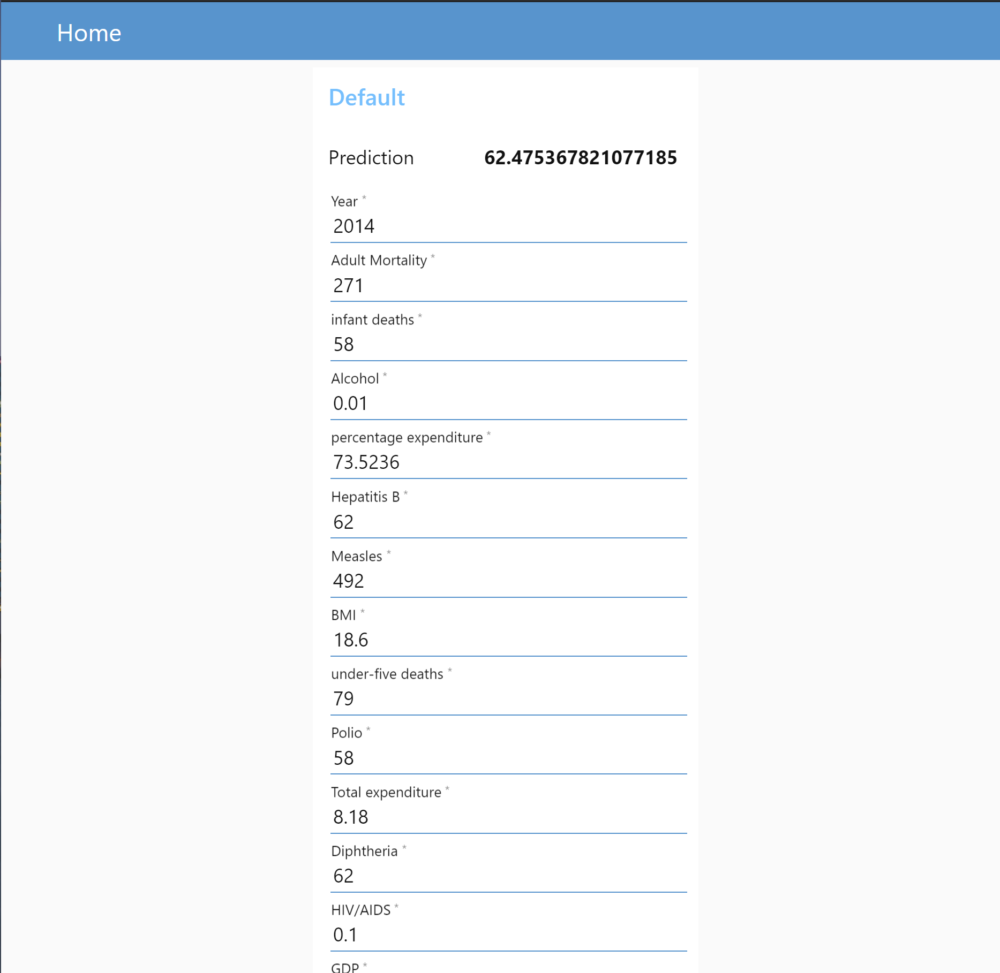 Home
Default
Prediction 62.475367821077185
Year *
2014
Adult Mortality *
271
infant deaths *
58
Alcohol *
0.01
percentage expenditure *
73.5236
Hepatitis B *
62
Measles *
492
BMI *
18.6
under-five deaths *
79
Polio *
58
Total expenditure *
8.18
Diphtheria *
62
HIV/AIDS *
0.1
GDP *